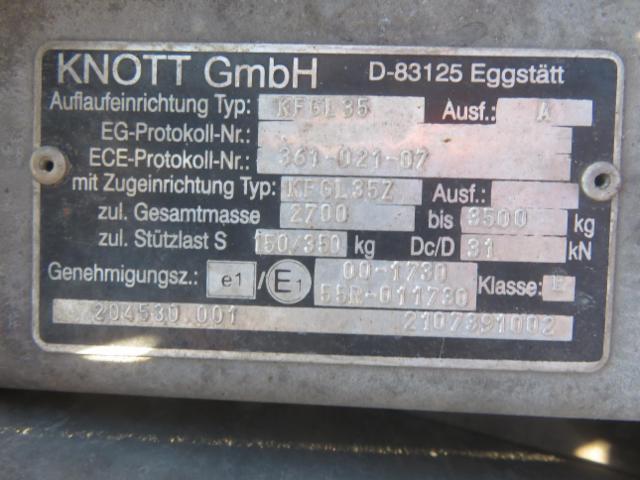 KNOTT GmbH D-83125 Eggstätt
Auflaufeinrichtung Typ: KFGL35 Ausf.: A
EG-Protokoll-Nr.:
ECE-Protokoll-Nr.: 361-021-07
mit Zugeinrichtung Typ: KFGL35Z Ausf.:
zul. Gesamtmasse 2700 bis 3500 kg
zul. Stützlast S 150/350 kg Dc/D 31 kN
Genehmigungsz.: e1 / E1 00-1730 Klasse: E
55R-011730
204530.001 2107391002